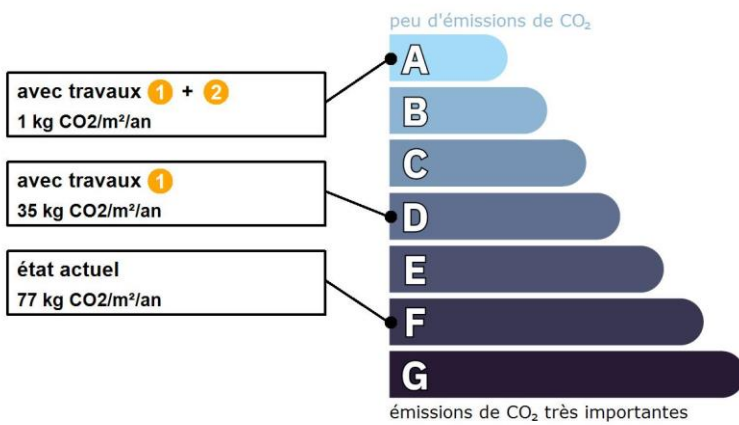 peu d'émissions de CO₂
A
avec travaux 1 + 2
1 kg CO2/m²/an
B
C
avec travaux 1
35 kg CO2/m²/an
D
E
état actuel
77 kg CO2/m²/an
F
G
émissions de CO₂ très importantes